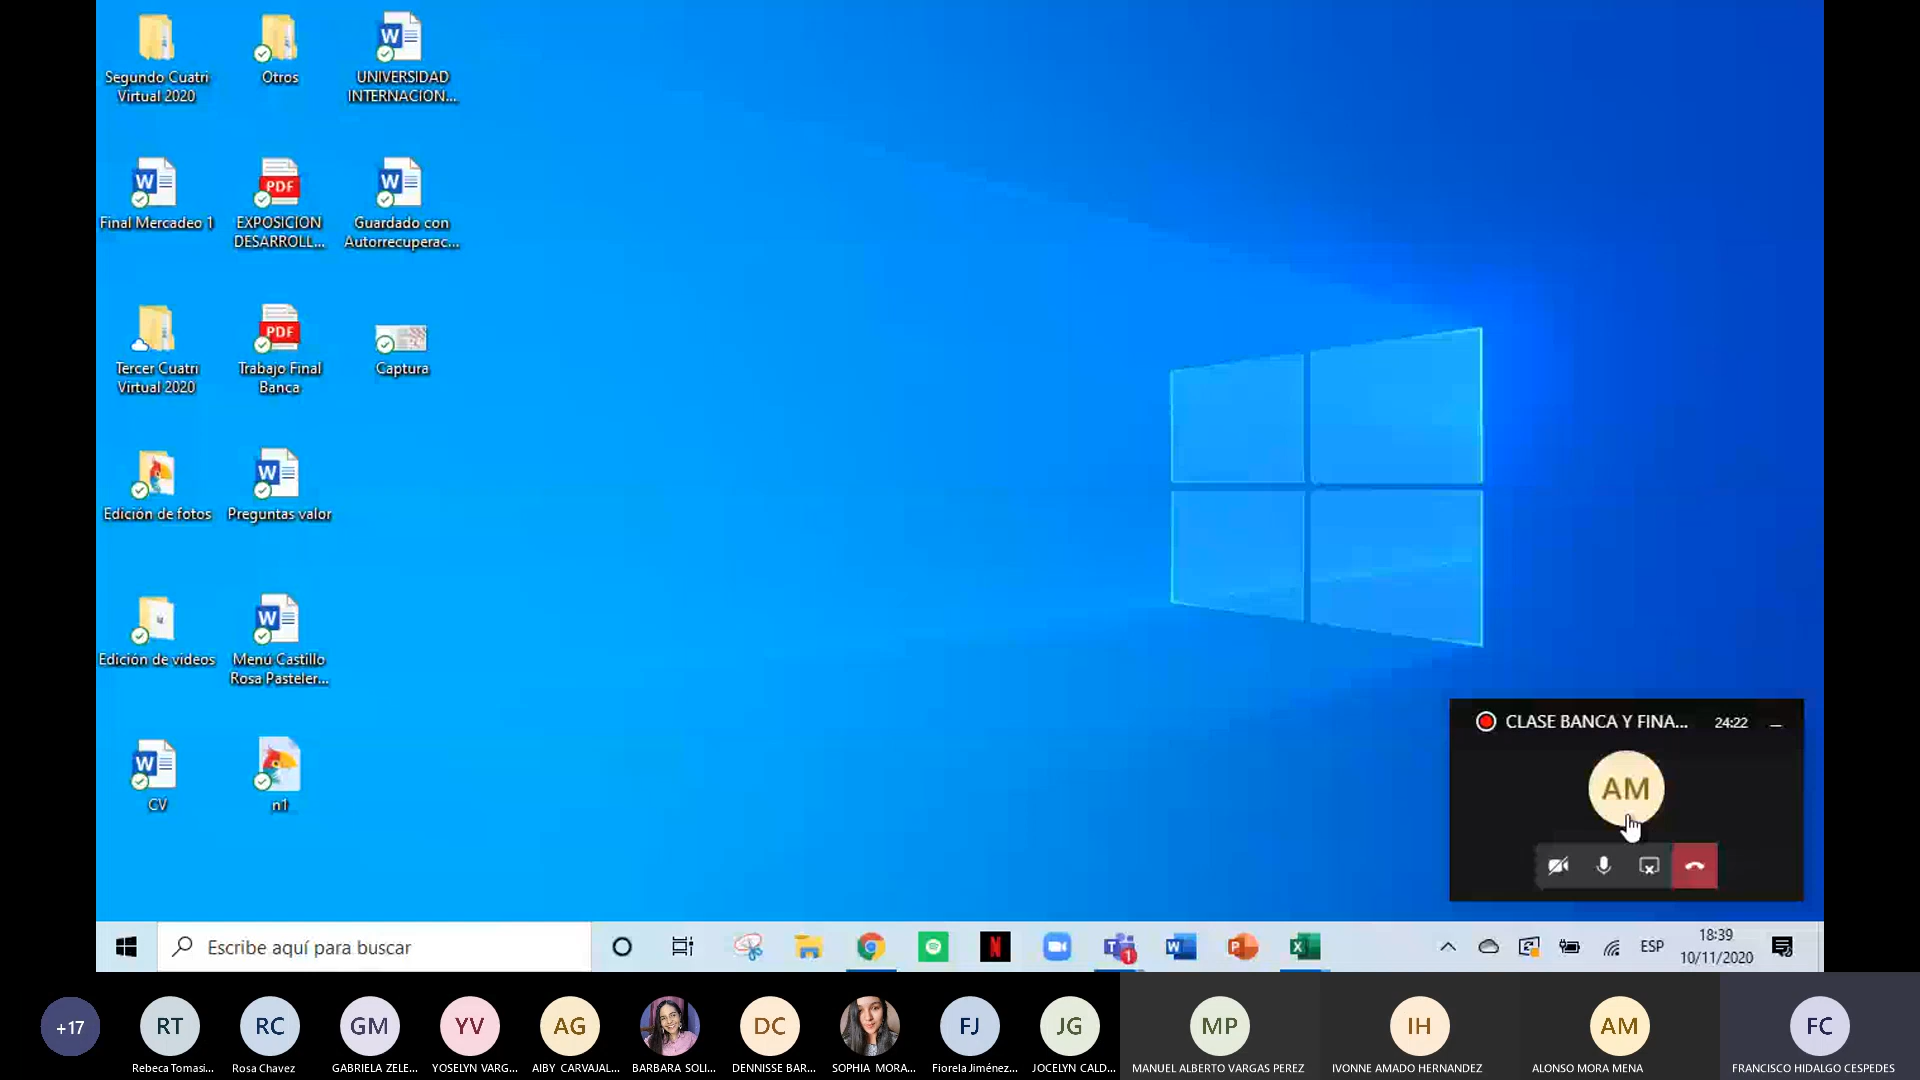 Segundo Cuatri
Virtual 2020
Otros
UNIVERSIDAD
INTERNACION...
Final Mercadeo 1
PDF
EXPOSICION
DESARROLL...
Guardado con
Autorrecuperac...
Tercer Cuatri
Virtual 2020
PDF
Trabajo Final
Banca
Captura
Edición de fotos
Preguntas valor
Edición de videos
Menú Castillo
Rosa Pasteler...
CV
n1
CLASE BANCA Y FINA...
24:22
AM
Escribe aquí para buscar
1
ESP
18:39
10/11/2020
+17
RT
RC
GM
YV
AG
DC
FJ
JG
MP
IH
AM
FC
Rebeca Tomasi...
Rosa Chavez
GABRIELA ZELE...
YOSELYN VARG...
AIBY CARVAJAL...
BARBARA SOLI...
DENNISSE BAR...
SOPHIA MORA...
Fiorela Jiménez...
JOCELYN CALD...
MANUEL ALBERTO VARGAS PEREZ
IVONNE AMADO HERNANDEZ
ALONSO MORA MENA
FRANCISCO HIDALGO CESPEDES